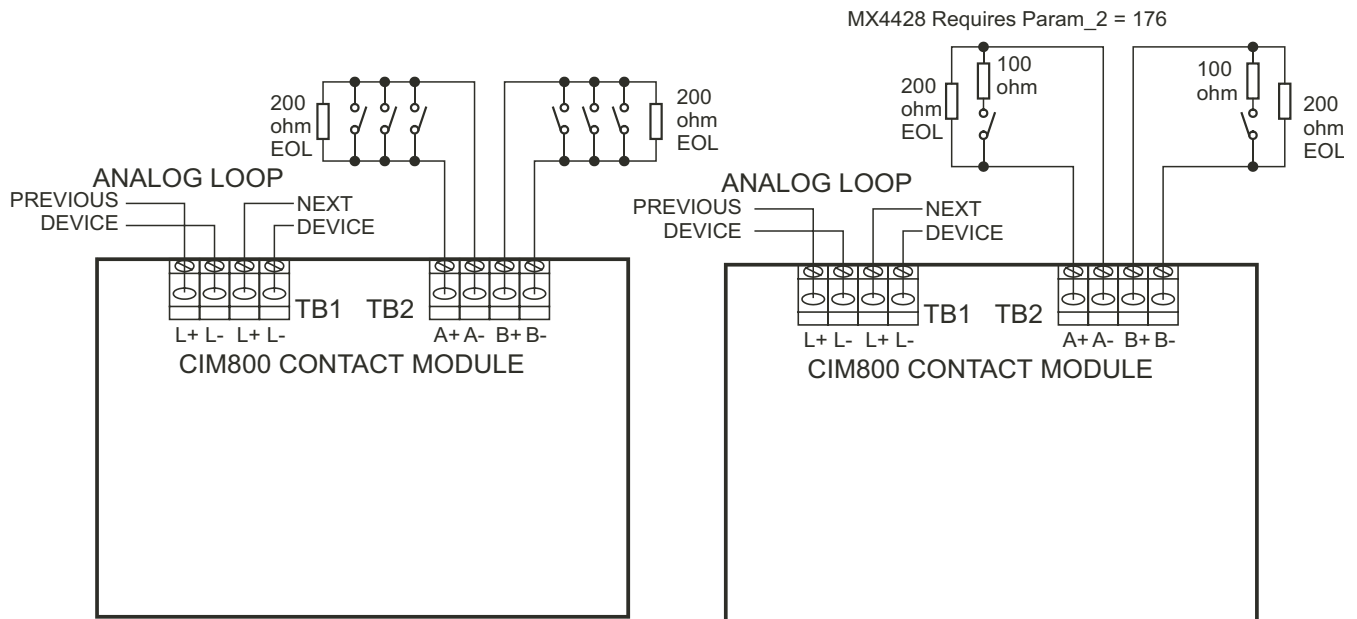 MX4428 Requires Param_2 = 176
200
ohm
EOL
200
ohm
EOL
ANALOG LOOP
PREVIOUS
DEVICE
NEXT
DEVICE
TB1
TB2
L+ L- L+ L-
A+ A- B+ B-
CIM800 CONTACT MODULE
200
ohm
EOL
100
ohm
100
ohm
200
ohm
EOL
ANALOG LOOP
PREVIOUS
DEVICE
NEXT
DEVICE
TB1
TB2
L+ L- L+ L-
A+ A- B+ B-
CIM800 CONTACT MODULE